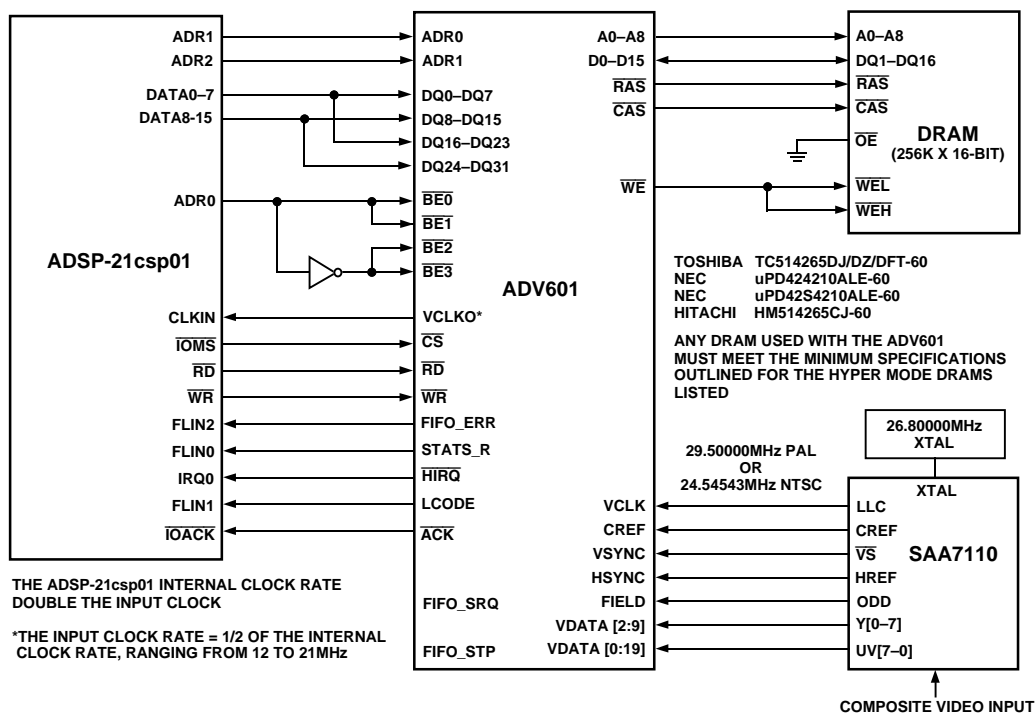 ADSP-21csp01
ADR1
ADR2
DATA0–7
DATA8-15
ADR0
CLKIN
IOMS
RD
WR
FLIN2
FLIN0
IRQ0
FLIN1
IOACK
ADV601
ADR0
ADR1
DQ0–DQ7
DQ8–DQ15
DQ16–DQ23
DQ24–DQ31
BE0
BE1
BE2
BE3
VCLKO*
CS
RD
WR
FIFO_ERR
STATS_R
HIRQ
LCODE
ACK
FIFO_SRQ
FIFO_STP
A0–A8
D0–D15
RAS
CAS
WE
VCLK
CREF
VSYNC
HSYNC
FIELD
VDATA [2:9]
VDATA [0:19]
A0–A8
DQ1–DQ16
RAS
CAS
OE
WEL
WEH
DRAM
(256K X 16-BIT)
TOSHIBA TC514265DJ/DZ/DFT-60
NEC uPD424210ALE-60
NEC uPD42S4210ALE-60
HITACHI HM514265CJ-60
ANY DRAM USED WITH THE ADV601
MUST MEET THE MINIMUM SPECIFICATIONS
OUTLINED FOR THE HYPER MODE DRAMS
LISTED
26.80000MHz
XTAL
29.50000MHz PAL
OR
24.54543MHz NTSC
XTAL
LLC
CREF
VS
HREF
ODD
Y[0–7]
UV[7–0]
SAA7110
COMPOSITE VIDEO INPUT
THE ADSP-21csp01 INTERNAL CLOCK RATE
DOUBLE THE INPUT CLOCK
*THE INPUT CLOCK RATE = 1/2 OF THE INTERNAL
CLOCK RATE, RANGING FROM 12 TO 21MHz